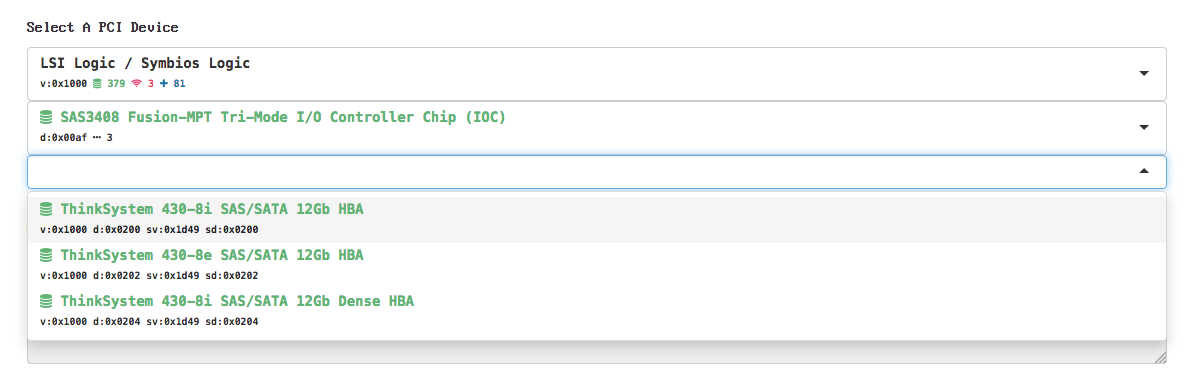 Select A PCI Device
LSI Logic / Symbios Logic
v:0x1000 379 3 81
SAS3408 Fusion-MPT Tri-Mode I/O Controller Chip (IOC)
d:0x00af ··· 3
ThinkSystem 430-8i SAS/SATA 12Gb HBA
v:0x1000 d:0x0200 sv:0x1d49 sd:0x0200
ThinkSystem 430-8e SAS/SATA 12Gb HBA
v:0x1000 d:0x0202 sv:0x1d49 sd:0x0202
ThinkSystem 430-8i SAS/SATA 12Gb Dense HBA
v:0x1000 d:0x0204 sv:0x1d49 sd:0x0204